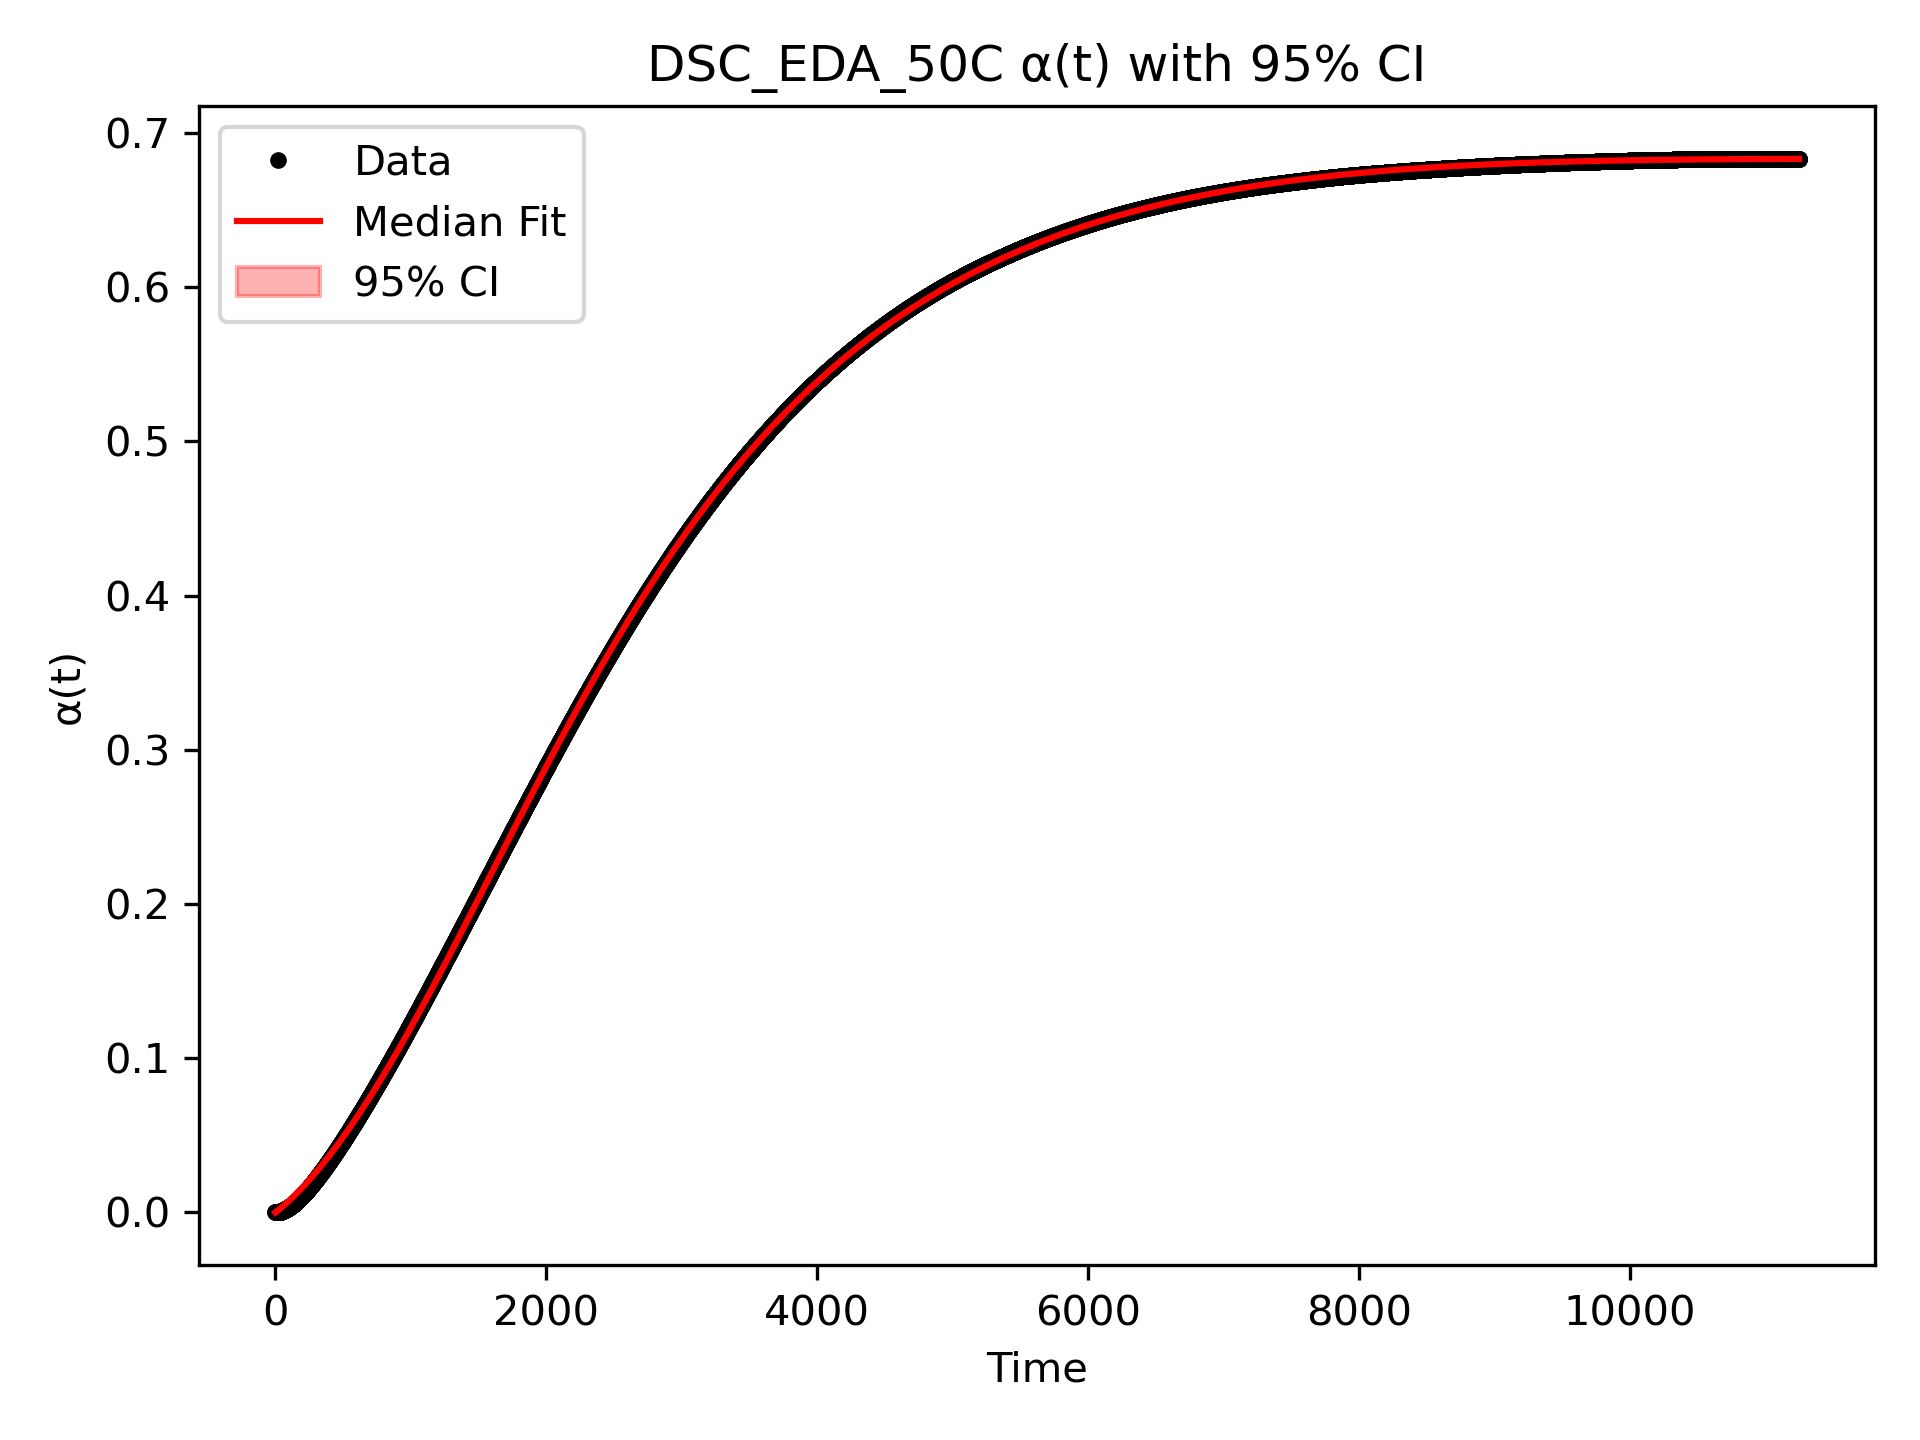 DSC_EDA_50C α(t) with 95% CI
Data
Median Fit
95% CI
0.7
0.6
0.5
0.4
0.3
0.2
0.1
0.0
α(t)
0 2000 4000 6000 8000 10000
Time